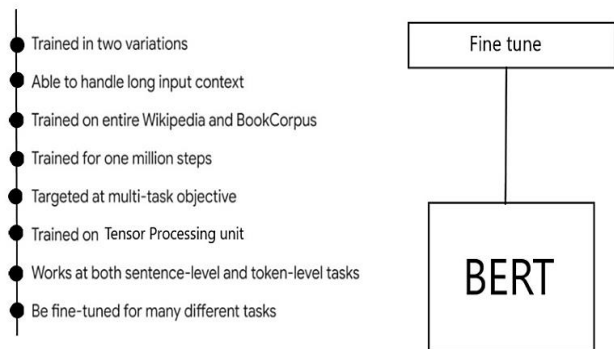 Trained in two variations
Able to handle long input context
Trained on entire Wikipedia and BookCorpus
Trained for one million steps
Targeted at multi-task objective
Trained on Tensor Processing unit
Works at both sentence-level and token-level tasks
Be fine-tuned for many different tasks
Fine tune
BERT